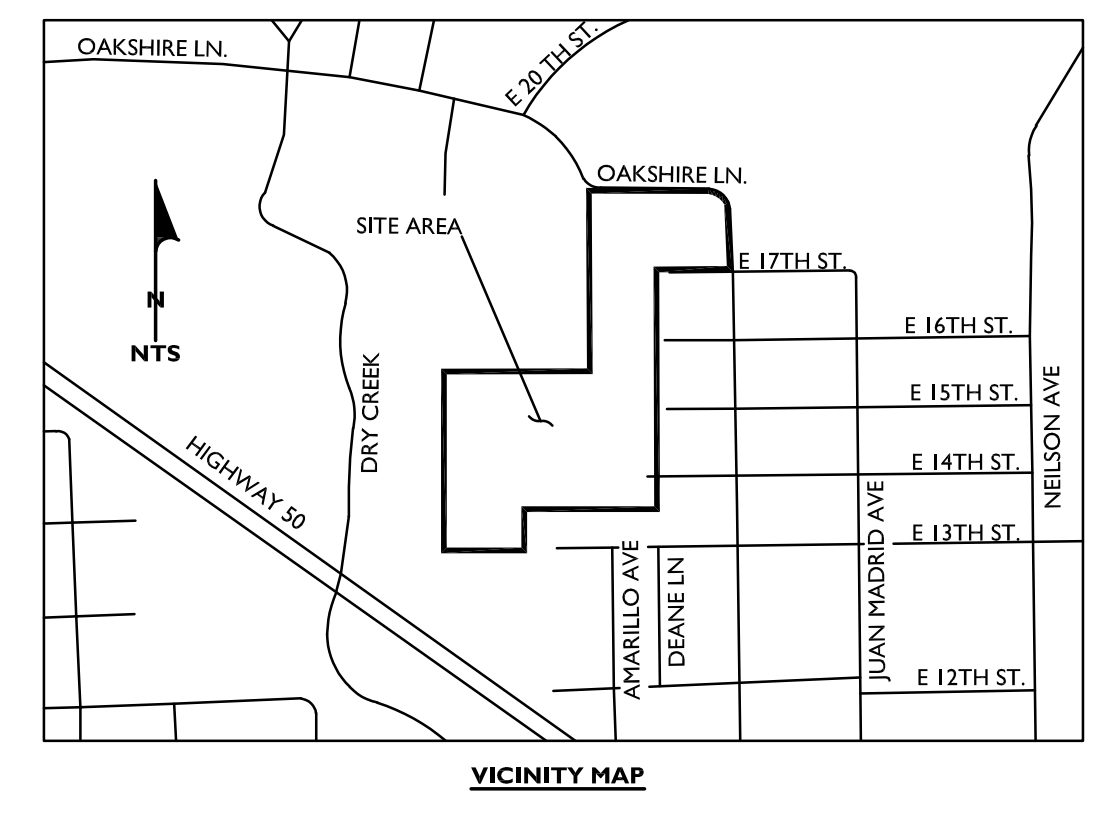 OAKSHIRE LN.
E 20 TH ST.
OAKSHIRE LN.
SITE AREA
E 17TH ST.
N
NTS
E 16TH ST.
DRY CREEK
E 15TH ST.
NEILSON AVE
HIGHWAY 50
E 14TH ST.
JUAN MADRID AVE
E 13TH ST.
AMARILLO AVE
DEANE LN
E 12TH ST.
VICINITY MAP